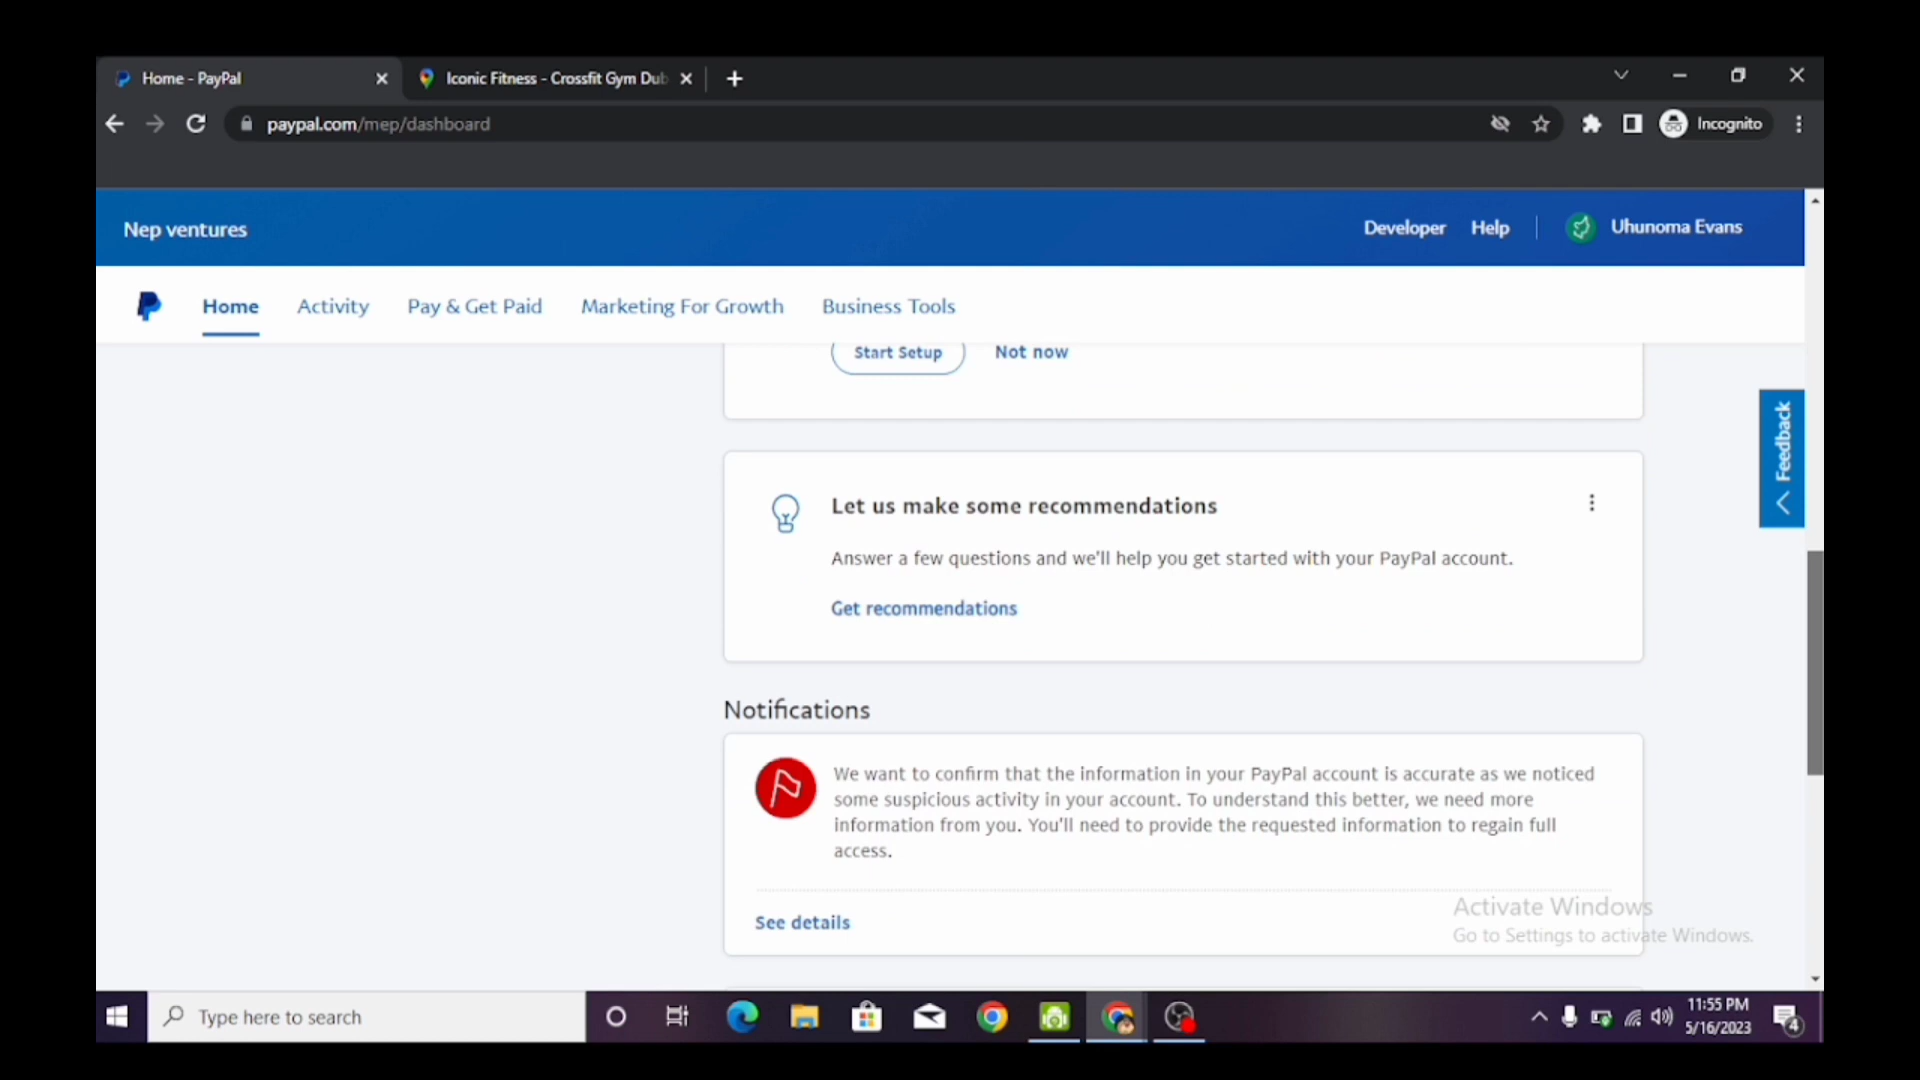 Home - PayPal
Iconic Fitness - Crossfit Gym Dub
paypal.com/mep/dashboard
Incognito
Nep ventures
Developer
Help
Uhunoma Evans
Home
Activity
Pay & Get Paid
Marketing For Growth
Business Tools
Start Setup
Not now
Feedback
Let us make some recommendations
Answer a few questions and we'll help you get started with your PayPal account.
Get recommendations
Notifications
We want to confirm that the information in your PayPal account is accurate as we noticed
some suspicious activity in your account. To understand this better, we need more
information from you. You'll need to provide the requested information to regain full
access.
See details
Activate Windows
Go to Settings to activate Windows.
Type here to search
11:55 PM
5/16/2023
4